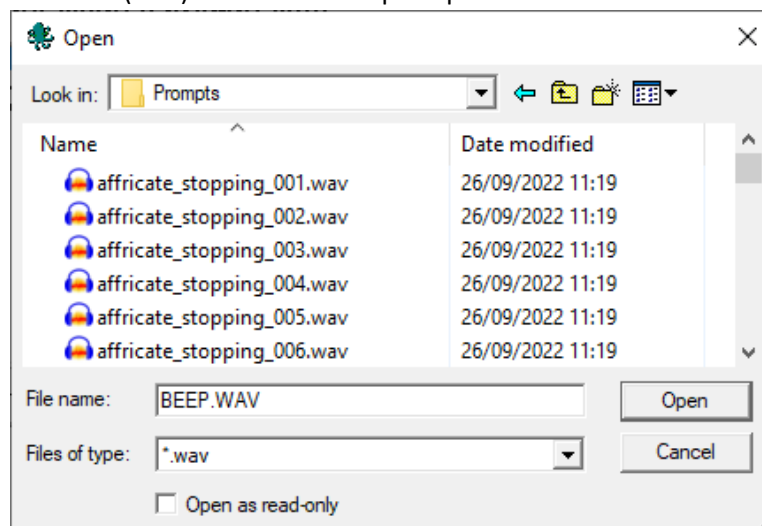 Open
Look in: Prompts
Name Date modified
affricate_stopping_001.wav 26/09/2022 11:19
affricate_stopping_002.wav 26/09/2022 11:19
affricate_stopping_003.wav 26/09/2022 11:19
affricate_stopping_004.wav 26/09/2022 11:19
affricate_stopping_005.wav 26/09/2022 11:19
affricate_stopping_006.wav 26/09/2022 11:19
File name: BEEP.WAV Open
Files of type: *.wav Cancel
Open as read-only